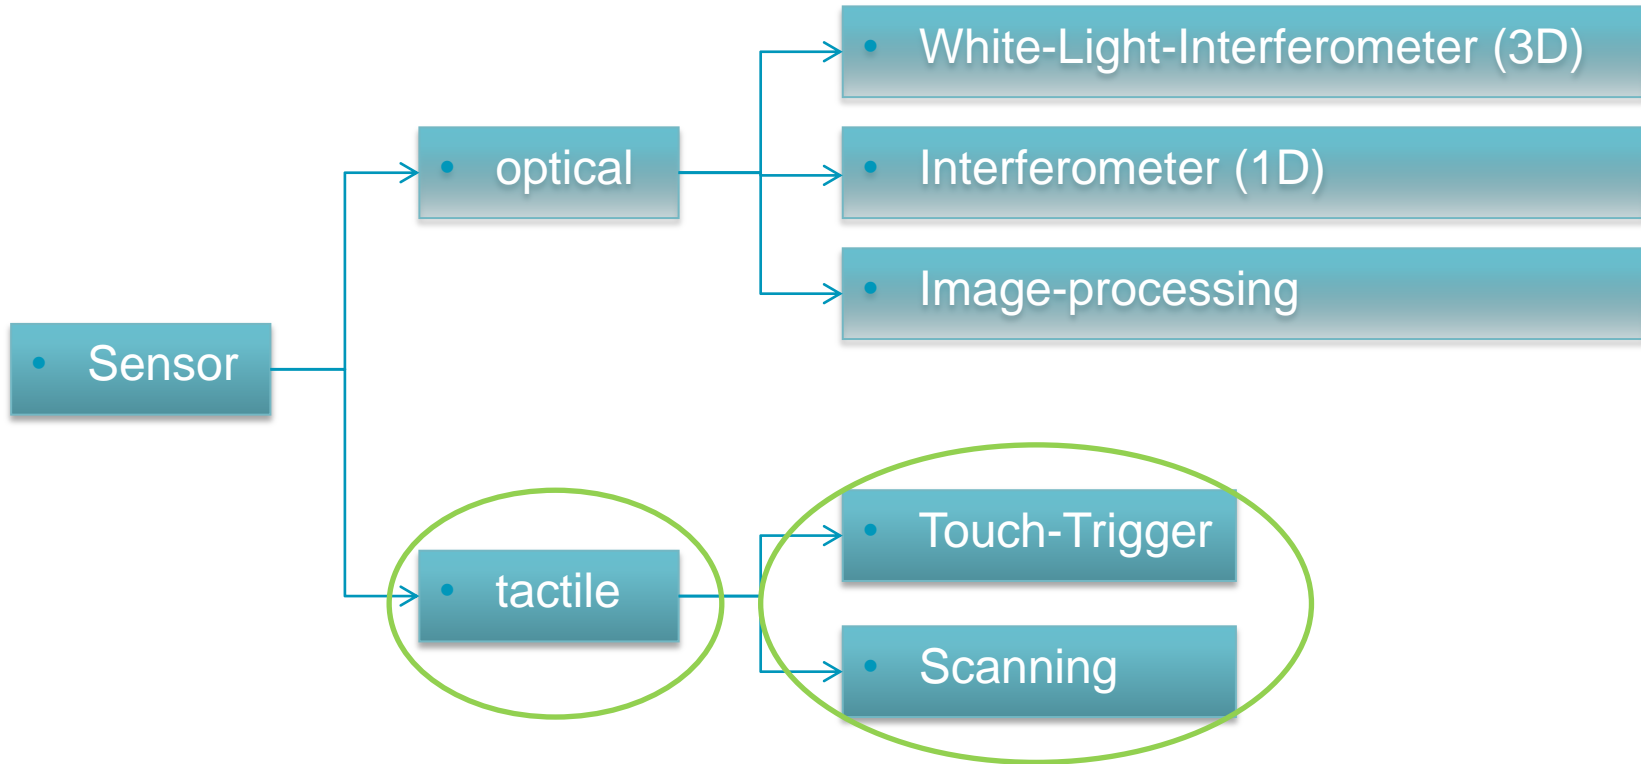 • Sensor
• optical
• White-Light-Interferometer (3D)
• Interferometer (1D)
• Image-processing
• tactile
• Touch-Trigger
• Scanning